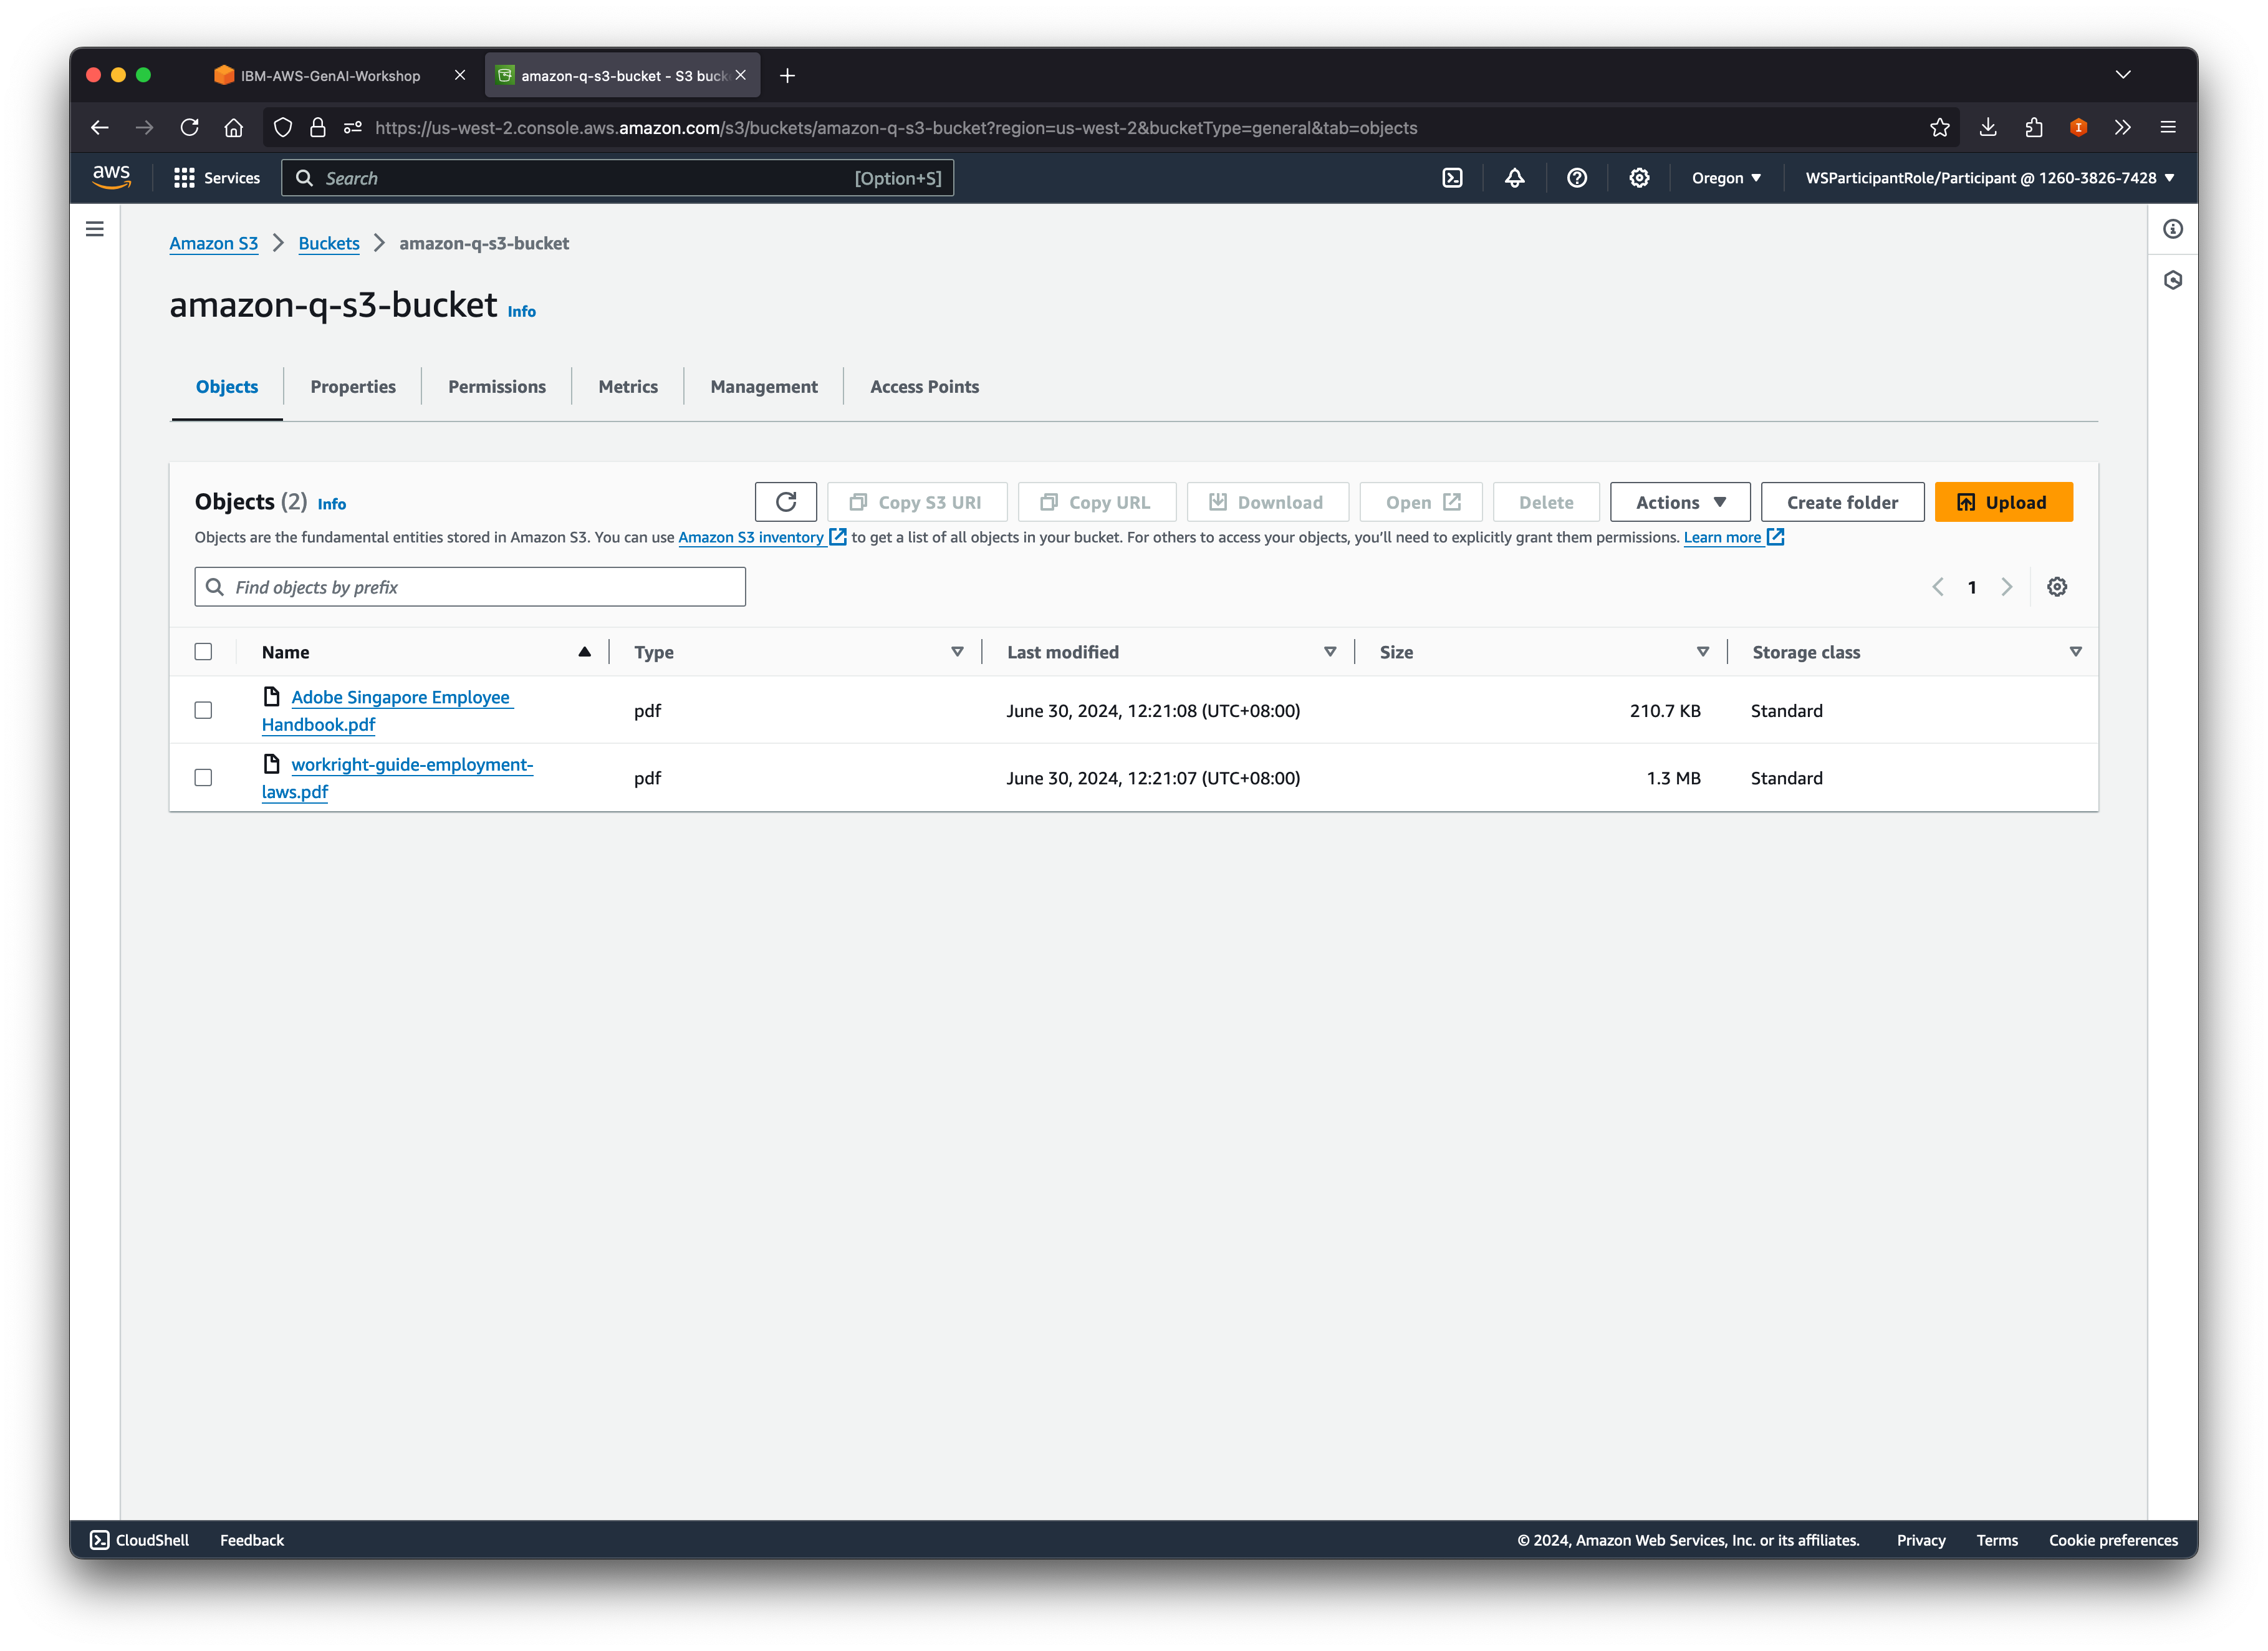 IBM-AWS-GenAI-Workshop
amazon-q-s3-bucket - S3 buck
https://us-west-2.console.aws.amazon.com/s3/buckets/amazon-q-s3-bucket?region=us-west-2&bucketType=general&tab=objects
aws Services Search [Option+S] Oregon WSParticipantRole/Participant @ 1260-3826-7428
Amazon S3 > Buckets > amazon-q-s3-bucket
amazon-q-s3-bucket Info
Objects Properties Permissions Metrics Management Access Points
Objects (2) Info Copy S3 URI Copy URL Download Open Delete Actions Create folder Upload
Objects are the fundamental entities stored in Amazon S3. You can use Amazon S3 inventory to get a list of all objects in your bucket. For others to access your objects, you’ll need to explicitly grant them permissions. Learn more
Find objects by prefix 1
Name Type Last modified Size Storage class
Adobe Singapore Employee
Handbook.pdf pdf June 30, 2024, 12:21:08 (UTC+08:00) 210.7 KB Standard
workright-guide-employment-
laws.pdf pdf June 30, 2024, 12:21:07 (UTC+08:00) 1.3 MB Standard
CloudShell Feedback © 2024, Amazon Web Services, Inc. or its affiliates. Privacy Terms Cookie preferences